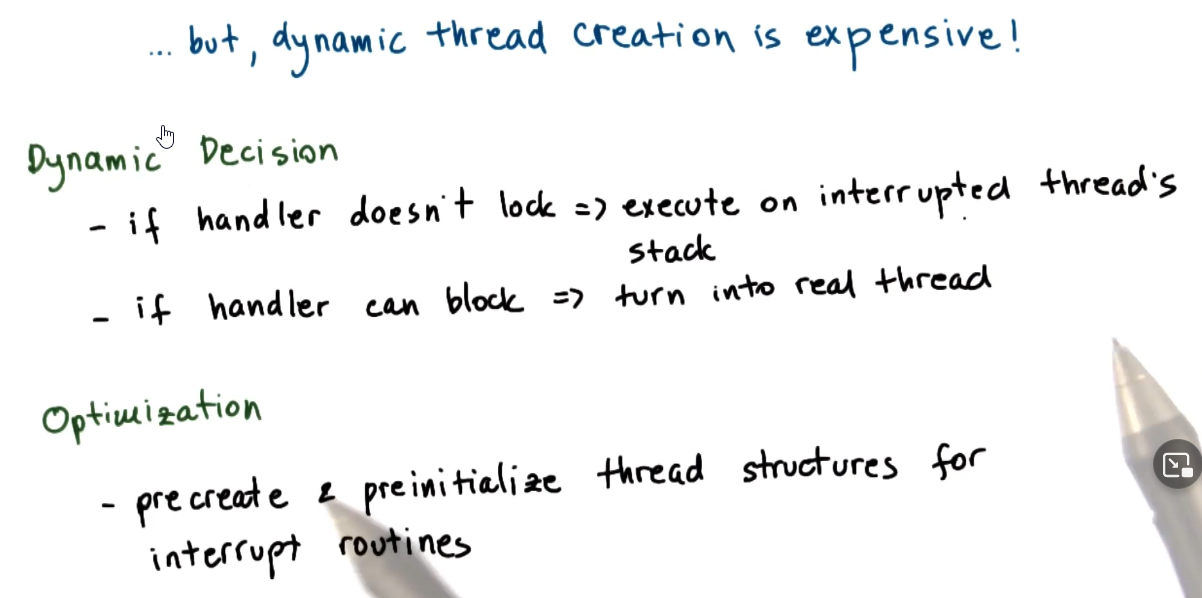 ... but, dynamic thread creation is expensive!
Dynamic Decision
- if handler doesn't lock => execute on interrupted thread's
stack
- if handler can block => turn into real thread
Optimization
- precreate & preinitialize thread structures for
interrupt routines